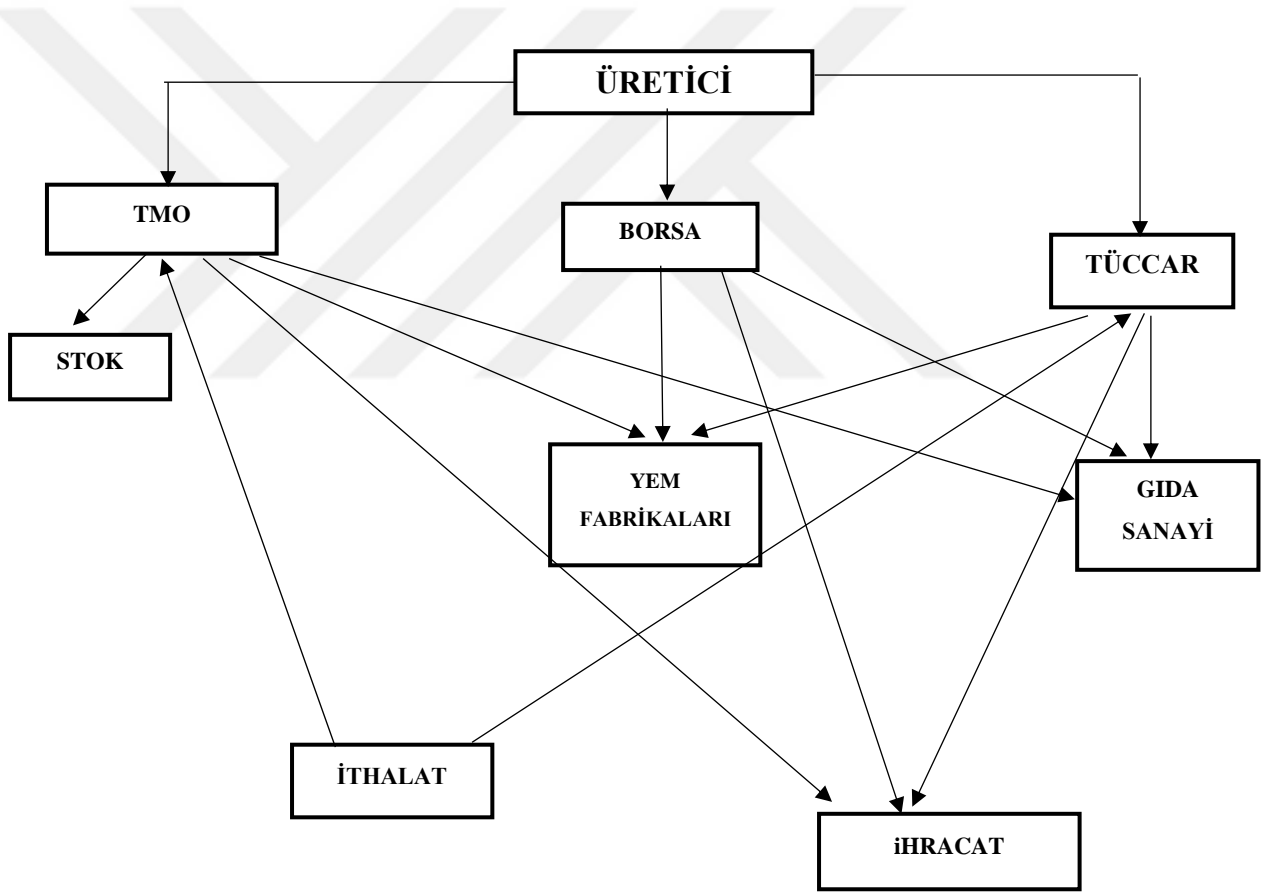 ÜRETİCİ
TMO
BORSA
TÜCCAR
STOK
YEM
FABRİKALARI
GIDA
SANAYİ
İTHALAT
iHRACAT